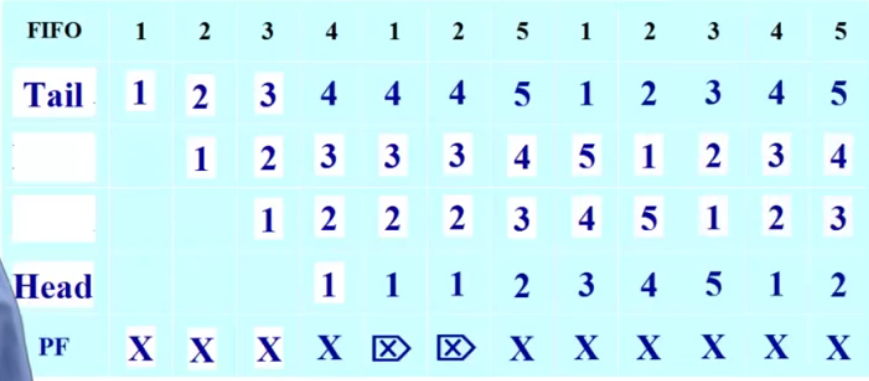 FIFO 1 2 3 4 1 2 5 1 2 3 4 5
Tail 1 2 3 4 4 4 5 1 2 3 4 5
1 2 3 3 3 4 5 1 2 3 4
1 2 2 2 3 4 5 1 2 3
Head 1 1 1 2 3 4 5 1 2
PF X X X X ⌦ ⌦ X X X X X X